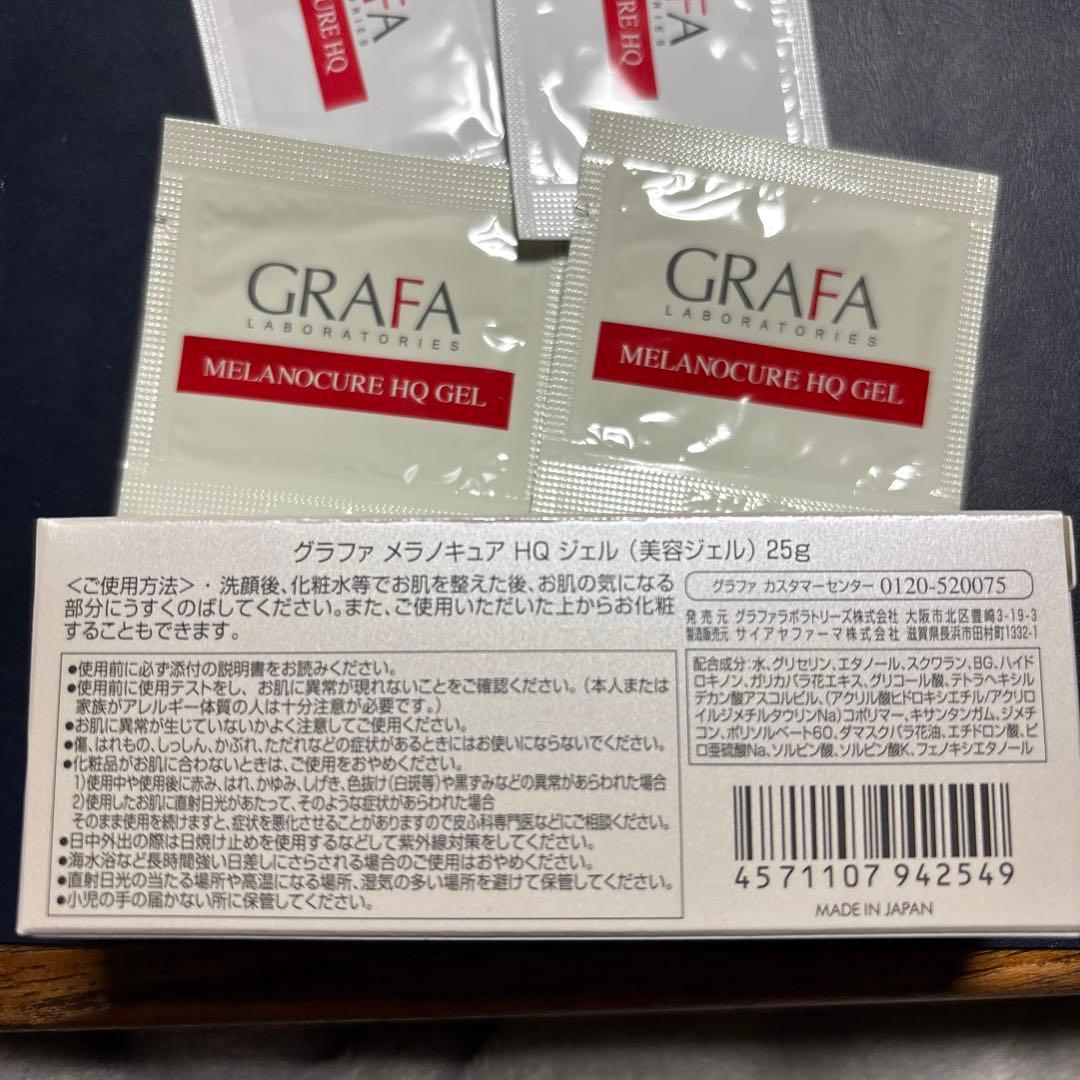 FA
ORIES
CURE HQ
FA
ORIES
E HQ
GRAFA
LABORATORIES
MELANOCURE HQ GEL
GRAFA
LABORATORIES
MELANOCURE HQ GEL
グラファ メラノキュア HQ ジェル（美容ジェル）25g
＜ご使用方法＞・洗顔後、化粧水等でお肌を整えた後、お肌の気になる
部分にうすくのばしてください。また、ご使用いただいた上からお化粧
することもできます。
●使用前に必ず添付の説明書をお読みください。
●使用前に使用テストをし、お肌に異常が現れないことをご確認ください。（本人または
家族がアレルギー体質の人は十分注意が必要です。）
●お肌に異常が生じていないかよく注意してご使用ください。
●傷、はれもの、しっしん、かぶれ、ただれなどの症状があるときにはお使いにならないでください。
●化粧品がお肌に合わないときは、ご使用をおやめください。
1)使用中や使用後に赤み、はれ、かゆみ、しげき、色抜け（白斑等）や黒ずみなどの異常があらわれた場合
2)使用したお肌に直射日光があたって、そのような症状があらわれた場合
そのまま使用を続けますと、症状を悪化させることがありますので皮ふ科専門医などにご相談ください。
●日中外出の際は日焼け止めを使用するなどして紫外線対策をしてください。
●海水浴など長時間強い日差しにさらされる場合のご使用はおやめください。
●直射日光の当たる場所や高温になる場所、湿気の多い場所を避けて保管してください。
●小児の手の届かない所に保管してください。
グラファ カスタマーセンター 0120-520075
発売元 グラファラボラトリーズ株式会社 大阪市北区豊崎3-19-3
製造販売元 サイアヤファーマ株式会社 滋賀県長浜市田村町1332-1
配合成分：水、グリセリン、エタノール、スクワラン、BG、ハイド
ロキノン、ガリカバラ花エキス、グリコール酸、テトラヘキシル
デカン酸アスコルビル、（アクリル酸ヒドロキシエチル/アクリロ
イルジメチルタウリンNa）コポリマー、キサンタンガム、ジメチ
コン、ポリソルベート60、ダマスクバラ花油、エチドロン酸、ピ
ロ亜硫酸Na、ソルビン酸、ソルビン酸K、フェノキシエタノール
4571107 942549
MADE IN JAPAN